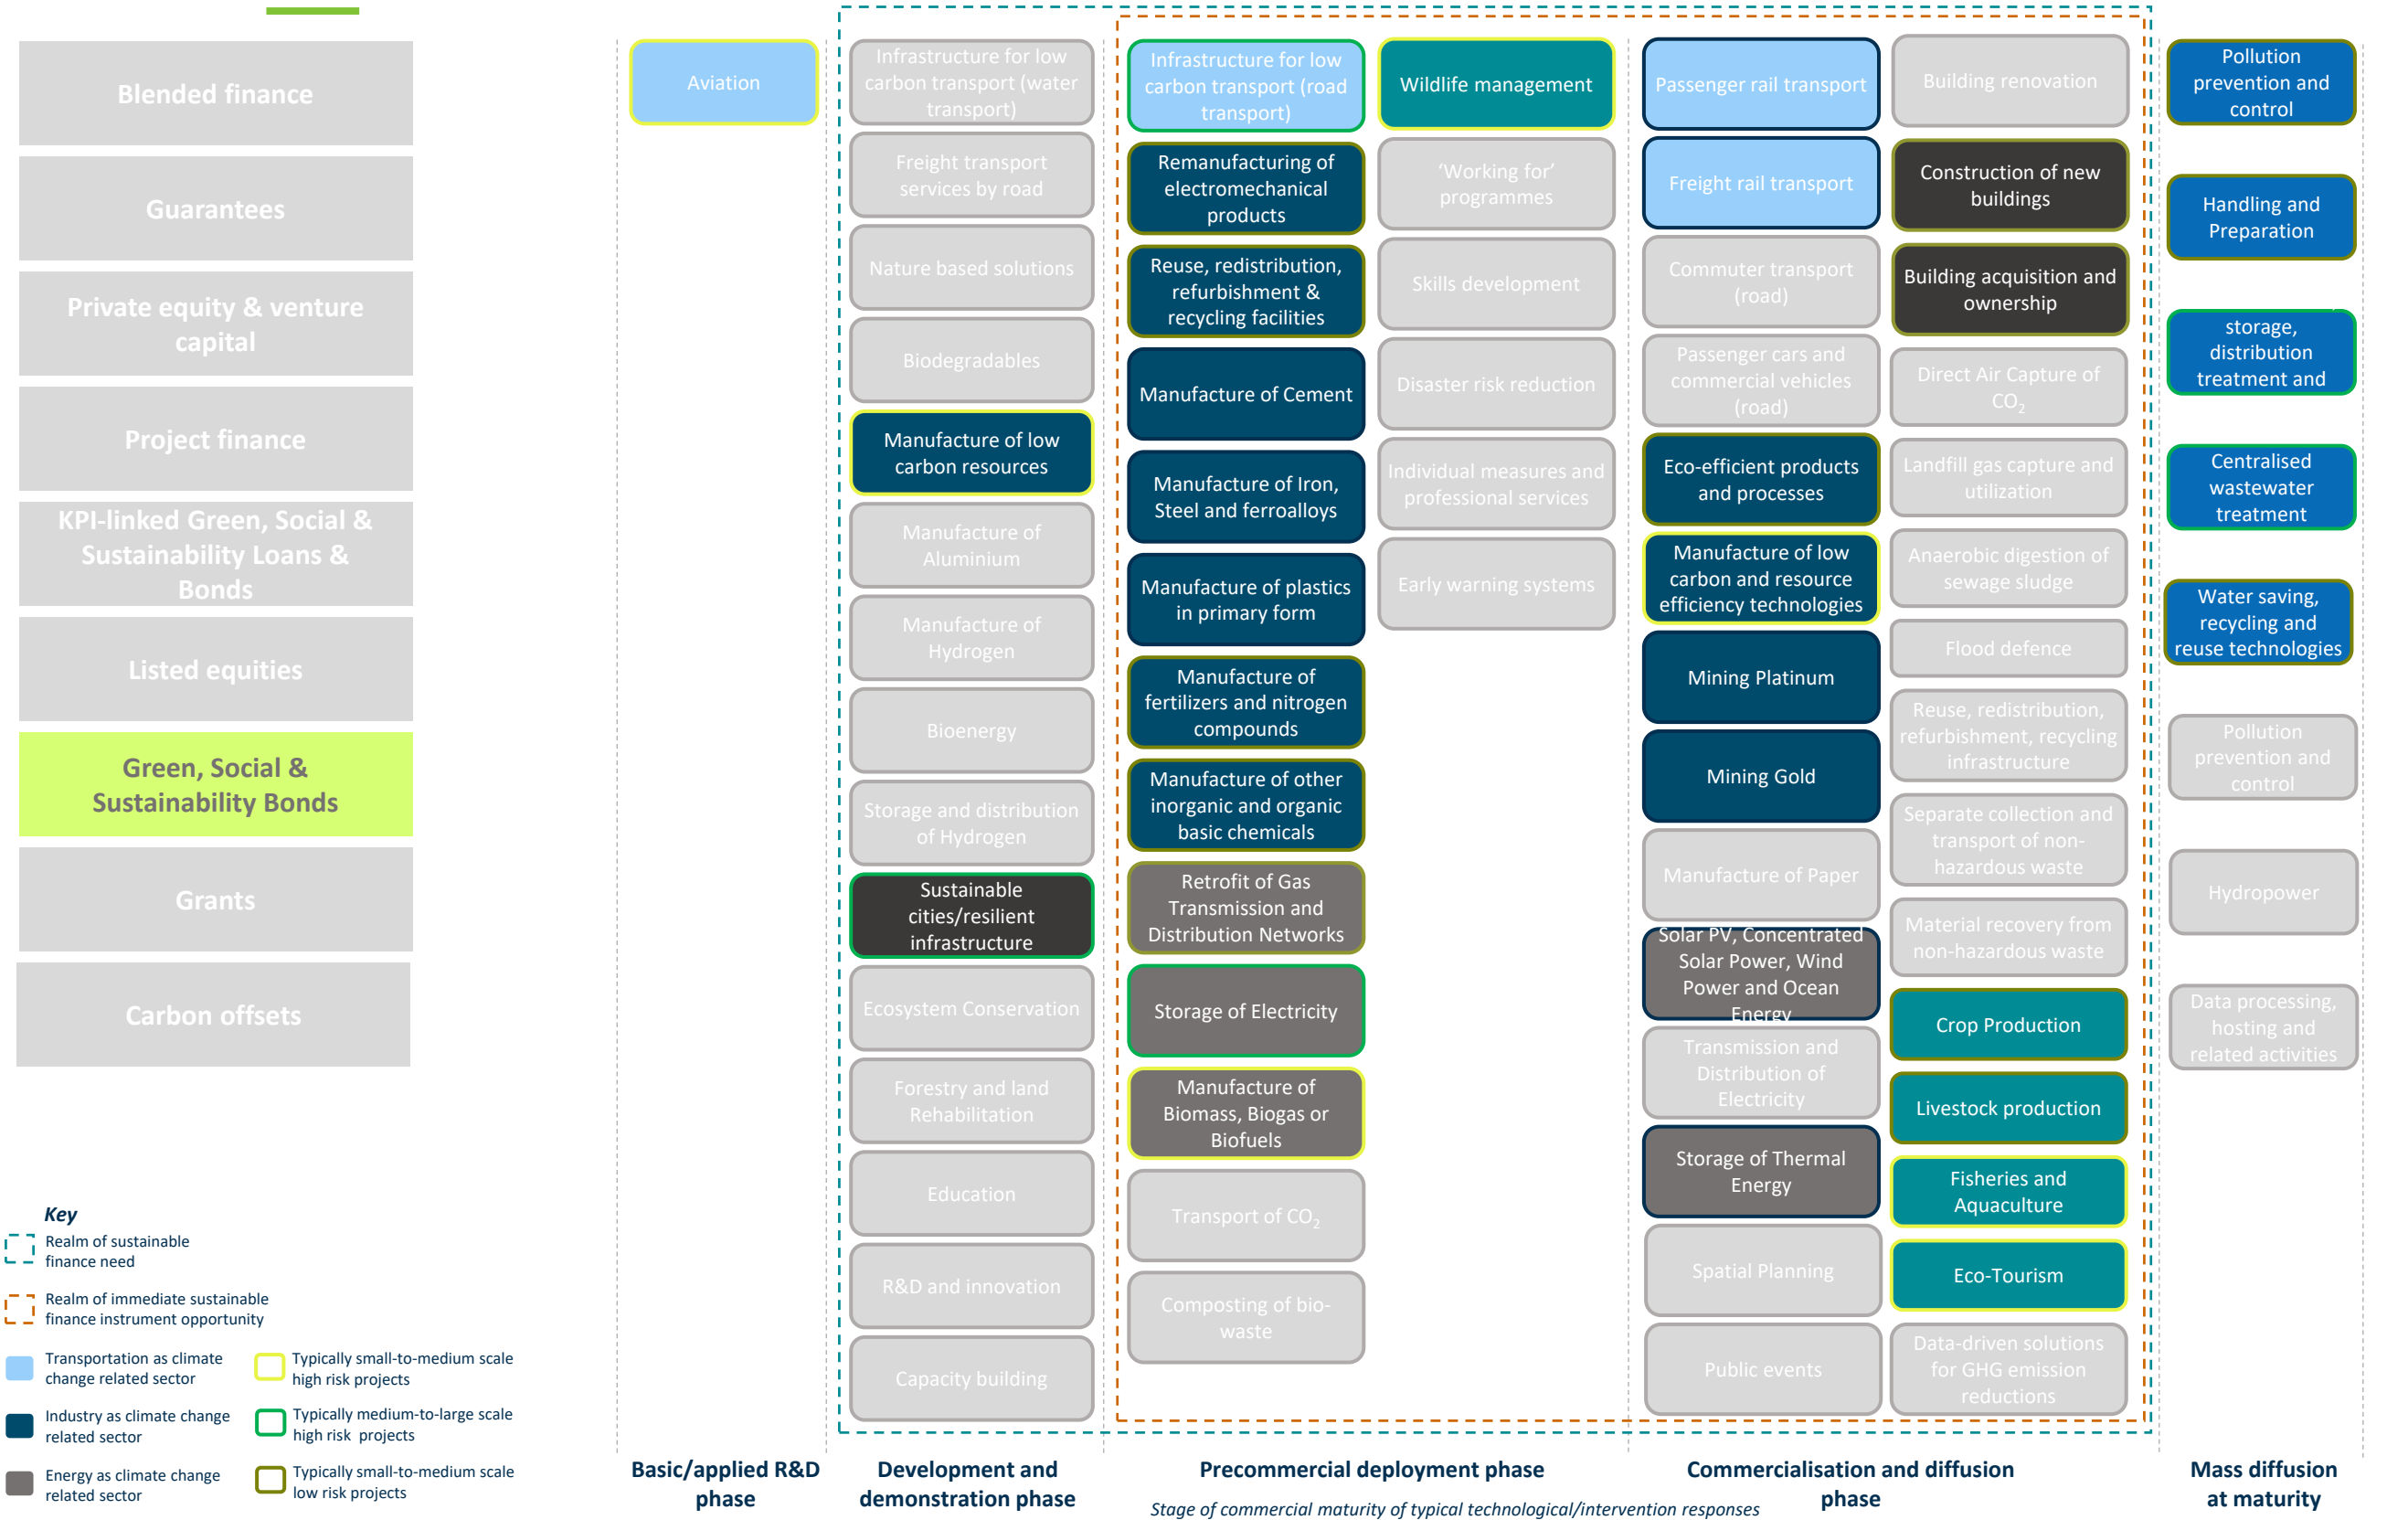 Blended finance
Guarantees
Private equity & venture
capital
Project finance
KPI-linked Green, Social &
Sustainability Loans &
Bonds
Listed equities
Green, Social &
Sustainability Bonds
Grants
Carbon offsets
Key
Realm of sustainable
finance need
Realm of immediate sustainable
finance instrument opportunity
Transportation as climate
change related sector
Industry as climate change
related sector
Energy as climate change
related sector
Typically small-to-medium scale
high risk projects
Typically medium-to-large scale
high risk projects
Typically small-to-medium scale
low risk projects
Aviation
Basic/applied R&D
phase
Infrastructure for low
carbon transport (water
transport)
Freight transport
services by road
Nature based solutions
Biodegradables
Manufacture of low
carbon resources
Manufacture of
Aluminium
Manufacture of
Hydrogen
Bioenergy
Storage and distribution
of Hydrogen
Sustainable
cities/resilient
infrastructure
Ecosystem Conservation
Forestry and land
Rehabilitation
Education
R&D and innovation
Capacity building
Development and
demonstration phase
Infrastructure for low
carbon transport (road
transport)
Remanufacturing of
electromechanical
products
Reuse, redistribution,
refurbishment &
recycling facilities
Manufacture of Cement
Manufacture of Iron,
Steel and ferroalloys
Manufacture of plastics
in primary form
Manufacture of
fertilizers and nitrogen
compounds
Manufacture of other
inorganic and organic
basic chemicals
Retrofit of Gas
Transmission and
Distribution Networks
Storage of Electricity
Manufacture of
Biomass, Biogas or
Biofuels
Transport of CO2
Composting of bio-
waste
Wildlife management
‘Working for’
programmes
Skills development
Disaster risk reduction
Individual measures and
professional services
Early warning systems
Precommercial deployment phase
Passenger rail transport
Freight rail transport
Commuter transport
(road)
Passenger cars and
commercial vehicles
(road)
Eco-efficient products
and processes
Manufacture of low
carbon and resource
efficiency technologies
Mining Platinum
Mining Gold
Manufacture of Paper
Solar PV, Concentrated
Solar Power, Wind
Power and Ocean
Energy
Transmission and
Distribution of
Electricity
Storage of Thermal
Energy
Spatial Planning
Public events
Building renovation
Construction of new
buildings
Building acquisition and
ownership
Direct Air Capture of
CO2
Landfill gas capture and
utilization
Anaerobic digestion of
sewage sludge
Flood defence
Reuse, redistribution,
refurbishment, recycling
infrastructure
Separate collection and
transport of non-
hazardous waste
Material recovery from
non-hazardous waste
Crop Production
Livestock production
Fisheries and
Aquaculture
Eco-Tourism
Data-driven solutions
for GHG emission
reductions
Commercialisation and diffusion
phase
Pollution
prevention and
control
Handling and
Preparation
storage,
distribution
treatment and
Centralised
wastewater
treatment
Water saving,
recycling and
reuse technologies
Pollution
prevention and
control
Hydropower
Data processing,
hosting and
related activities
Mass diffusion
at maturity
Stage of commercial maturity of typical technological/intervention responses